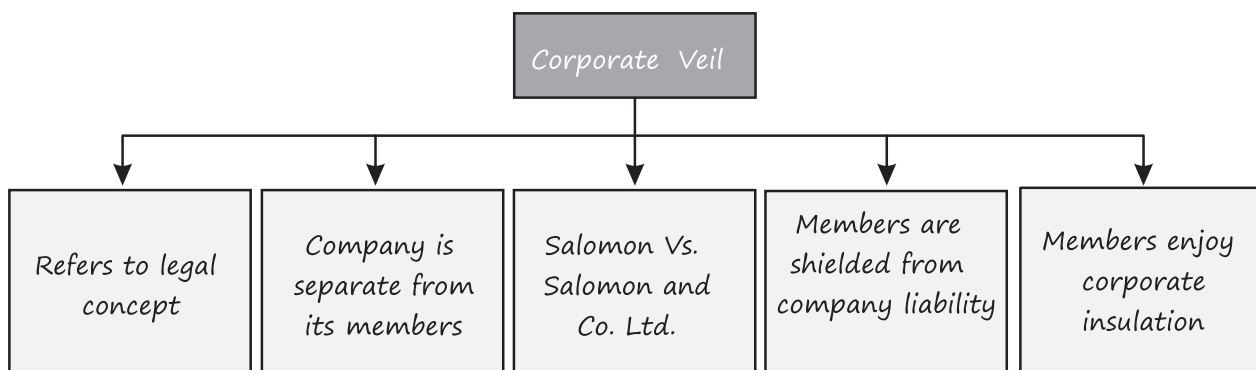 Corporate Veil
Refers to legal
concept
Company is
separate from
its members
Salomon Vs.
Salomon and
Co. Ltd.
Members are
shielded from
company liability
Members enjoy
corporate
insulation